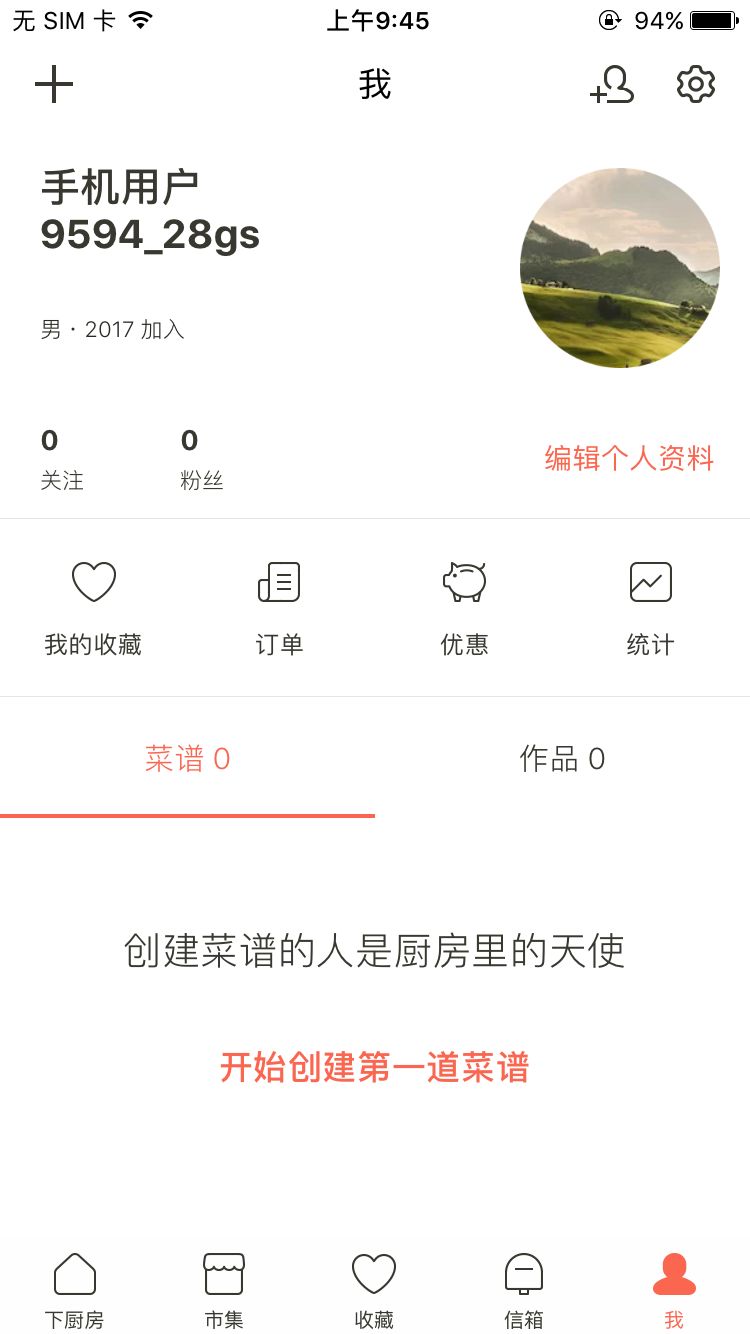 无 SIM 卡 上午9:45 94%
我
手机用户
9594_28gs
男 · 2017 加入
0 0
关注 粉丝 编辑个人资料
我的收藏 订单 优惠 统计
菜谱 0 作品 0
创建菜谱的人是厨房里的天使
开始创建第一道菜谱
下厨房 市集 收藏 信箱 我